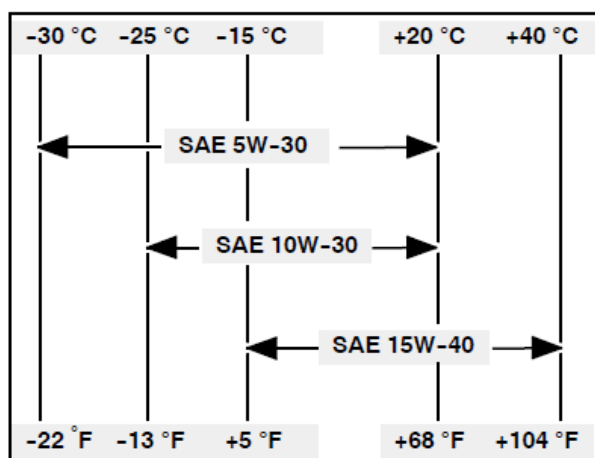 -30 °C -25 °C -15 °C +20 °C +40 °C
SAE 5W-30
SAE 10W-30
SAE 15W-40
-22 °F -13 °F +5 °F +68 °F +104 °F